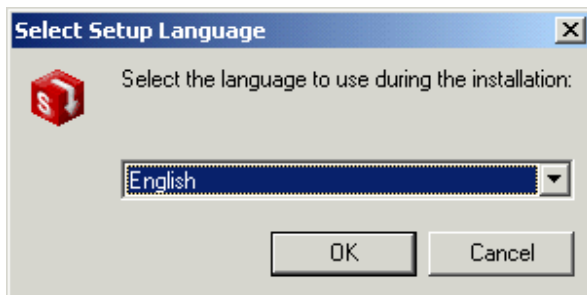 Select Setup Language
Select the language to use during the installation:
S
English
OK
Cancel